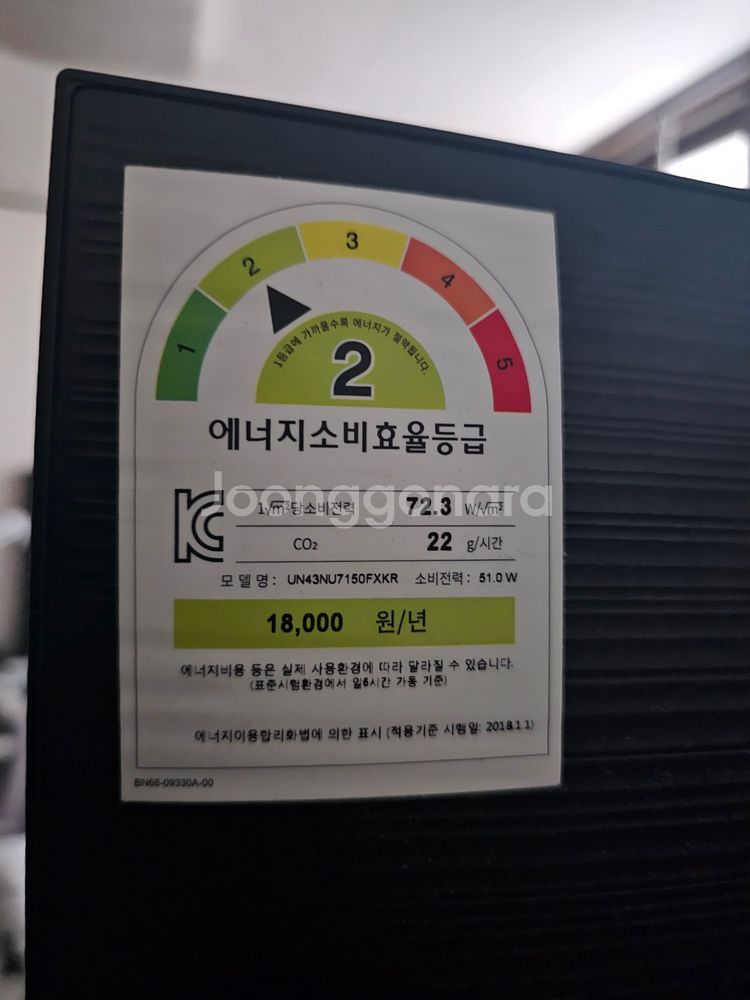 1
2
3
4
5
1등급에 가까울수록 에너지가 절약됩니다.
2
에너지소비효율등급
loonggonara
1√m²당소비전력 72.3 W/√m²
CO₂ 22 g/시간
모델명: UN43NU7150FXKR 소비전력: 51.0 W
18,000 원/년
에너지비용 등은 실제 사용환경에 따라 달라질 수 있습니다.
(표준시험환경에서 일6시간 가동 기준)
에너지이용합리화법에 의한 표시 (적용기준 시행일: 2018.1.1)
BN68-09330A-00